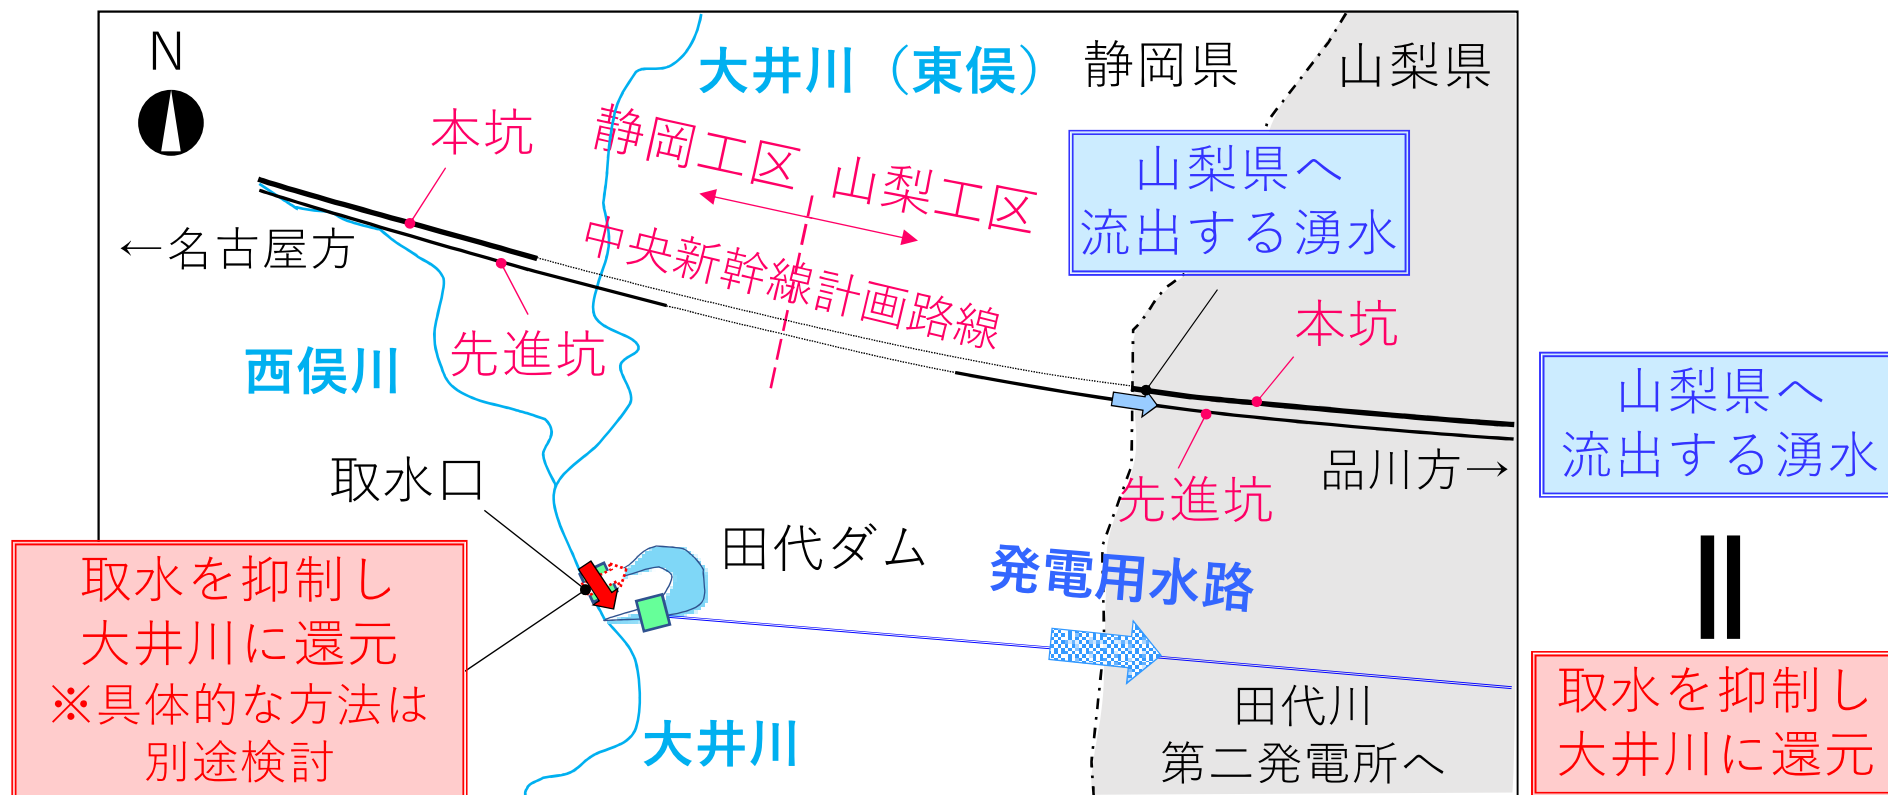 N
大井川（東俣）
静岡県
山梨県
本坑
静岡工区
山梨工区
山梨県へ
流出する湧水
←名古屋方
中央新幹線計画路線
先進坑
本坑
西俣川
山梨県へ
流出する湧水
取水口
品川方→
先進坑
田代ダム
発電用水路
取水を抑制し
大井川に還元
※具体的な方法は
別途検討
大井川
田代川
第二発電所へ
取水を抑制し
大井川に還元